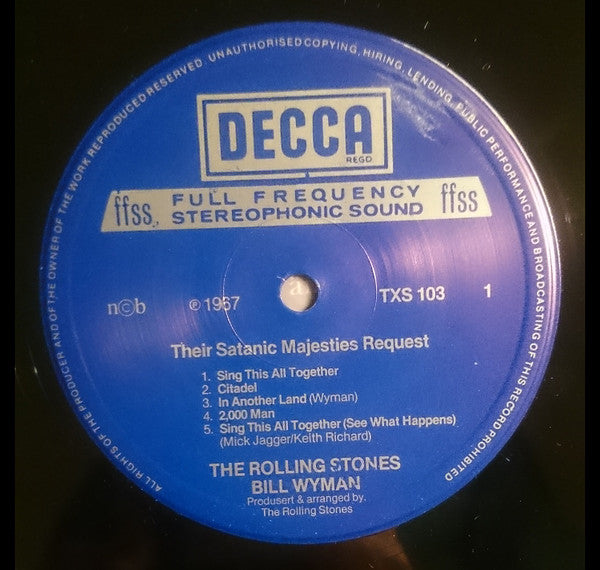 ALL RIGHTS OF THE PRODUCER AND OF THE OWNER OF THE WORK REPRODUCED RESERVED. UNAUTHORISED COPYING, HIRING, LENDING, PUBLIC PERFORMANCE AND BROADCASTING OF THIS RECORD PROHIBITED
DECCA
REGD
ffss FULL FREQUENCY STEREOPHONIC SOUND ffss
n©b ℗ 1967 TXS 103 1
Their Satanic Majesties Request
1. Sing This All Together
2. Citadel
3. In Another Land (Wyman)
4. 2,000 Man
5. Sing This All Together (See What Happens)
(Mick Jagger/Keith Richard)
THE ROLLING STONES
BILL WYMAN
Produsert & arranged by.
The Rolling Stones